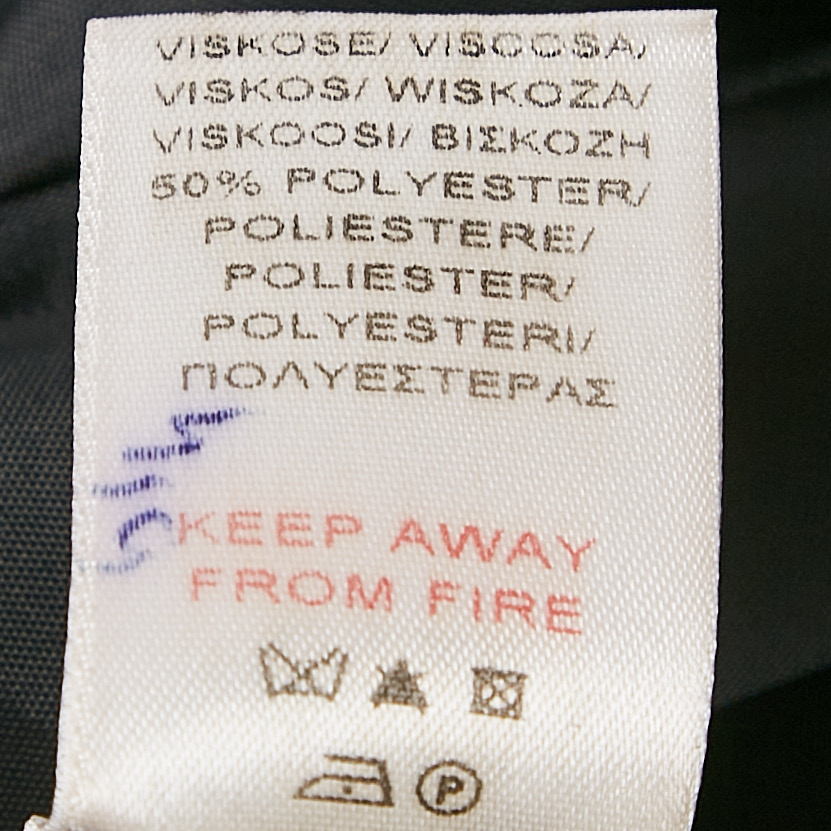 VISKOSE/ VISCOSA/
VISKOS/ WISKOZA/
VISKOOSI/ ΒΙΣΚΟΖΗ
50% POLYESTER/
POLIESTERE/
POLIESTER/
POLYESTERI/
ΠΟΛΥΕΣΤΕΡΑΣ
KEEP AWAY
FROM FIRE
P